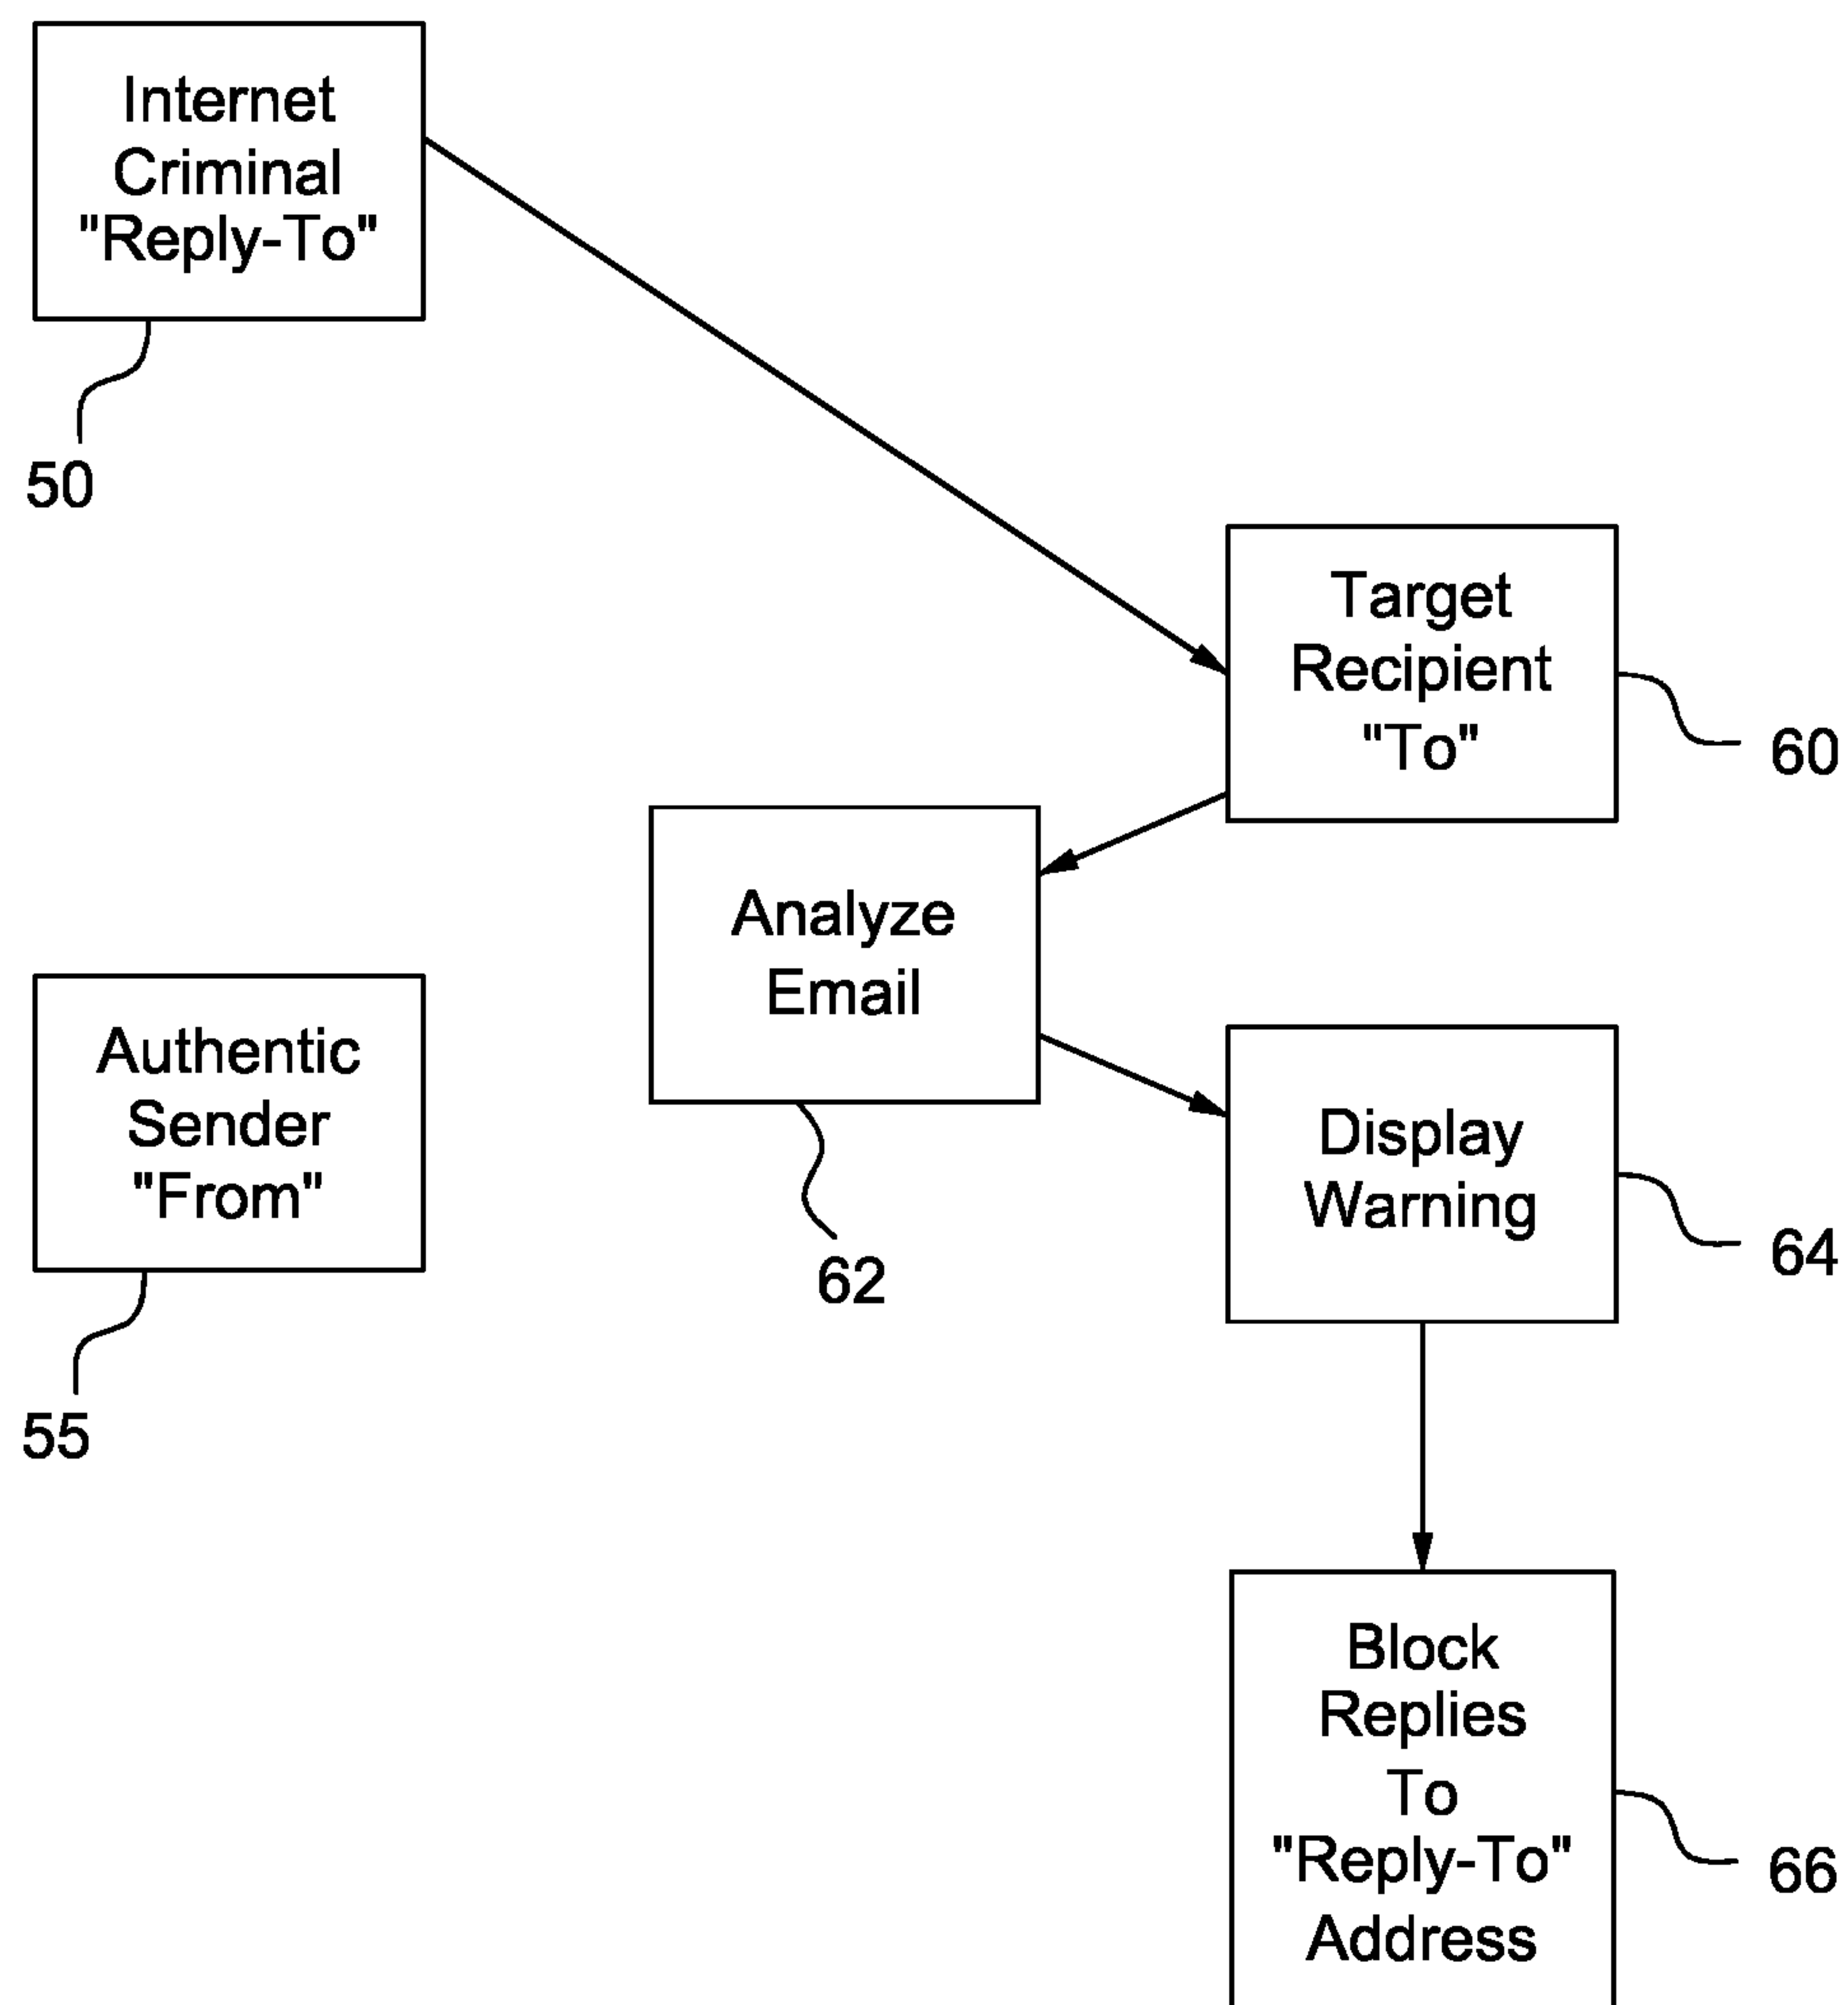 Internet
Criminal
"Reply-To"
50
Target
Recipient
"To"
60
Analyze
Email
62
Authentic
Sender
"From"
55
Display
Warning
64
Block
Replies
To
"Reply-To"
Address
66